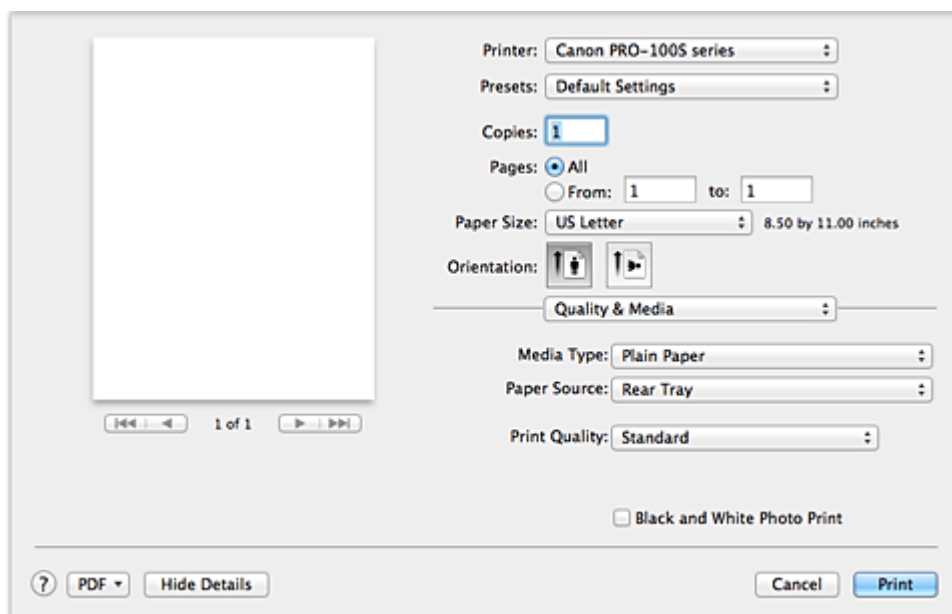 Printer: Canon PRO-100S series
Presets: Default Settings
Copies: 1
Pages: All
From: 1 to: 1
Paper Size: US Letter 8.50 by 11.00 inches
Orientation:
Quality & Media
Media Type: Plain Paper
Paper Source: Rear Tray
1 of 1
Print Quality: Standard
Black and White Photo Print
? PDF Hide Details Cancel Print